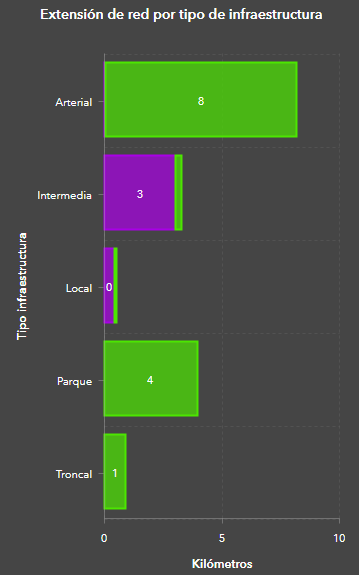 Extensión de red por tipo de infraestructura
Tipo infraestructura
Arterial
8
Intermedia
3
Local
0
Parque
4
Troncal
1
0 5 10
Kilómetros